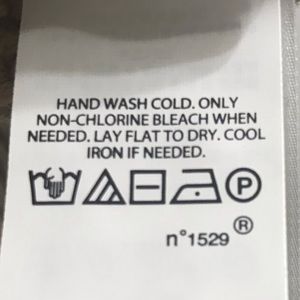 HAND WASH COLD. ONLY
NON-CHLORINE BLEACH WHEN
NEEDED. LAY FLAT TO DRY. COOL
IRON IF NEEDED.
P
n°1529 ®